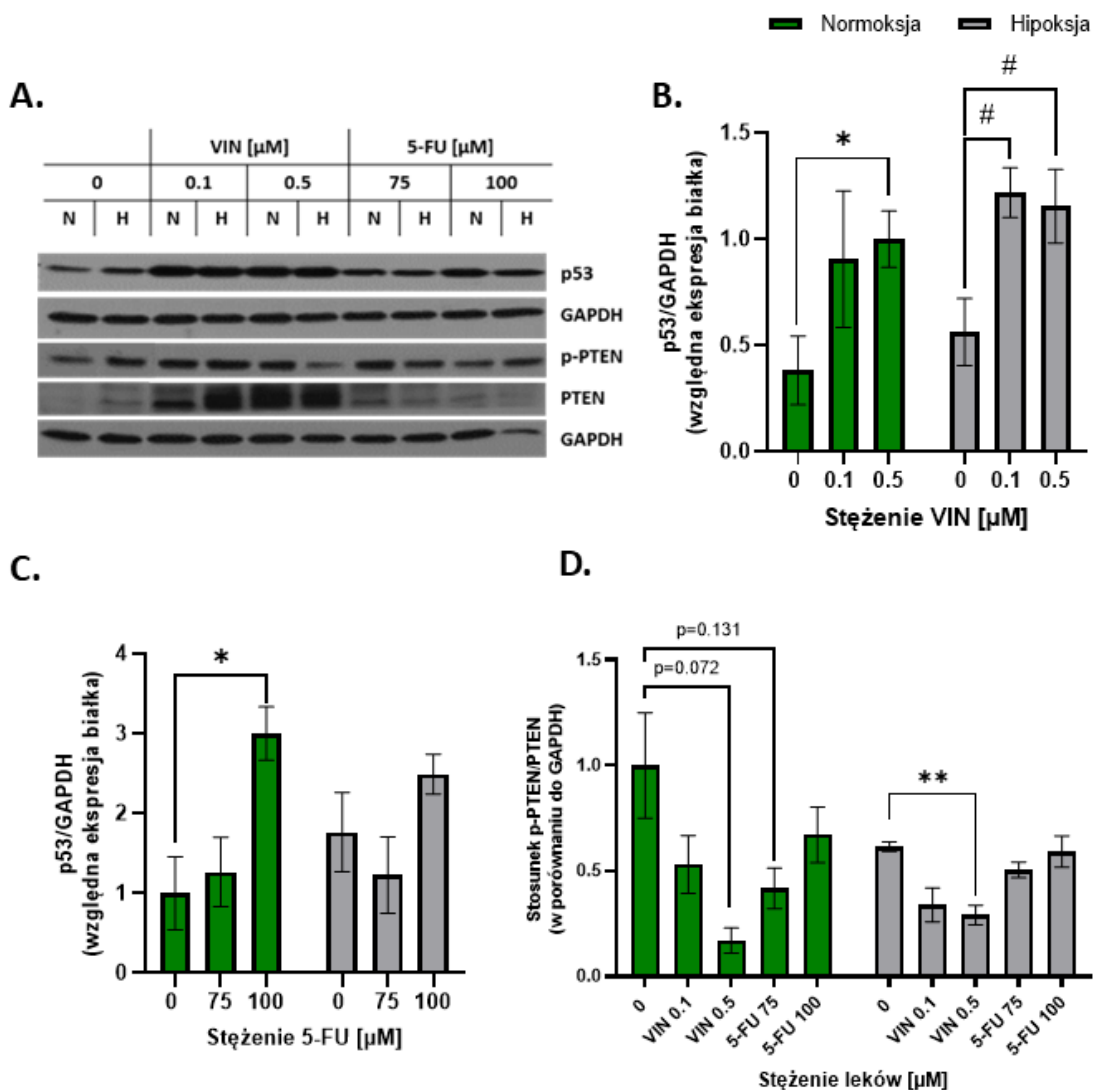 Normoksja Hipoksja
A.
VIN [µM] 5-FU [µM]
0 0.1 0.5 75 100
N H N H N H N H N H
p53
GAPDH
p-PTEN
PTEN
GAPDH
B.
# 
#
*
p53/GAPDH
(względna ekspresja białka)
1.5
1.0
0.5
0.0
0 0.1 0.5 0 0.1 0.5
Stężenie VIN [µM]
C.
*
p53/GAPDH
(względna ekspresja białka)
4
3
2
1
0
0 75 100 0 75 100
Stężenie 5-FU [µM]
D.
p=0.131
p=0.072
**
Stosunek p-PTEN/PTEN
(w porównaniu do GAPDH)
1.5
1.0
0.5
0.0
0 VIN 0.1 VIN 0.5 5-FU 75 5-FU 100 0 VIN 0.1 VIN 0.5 5-FU 75 5-FU 100
Stężenie leków [µM]